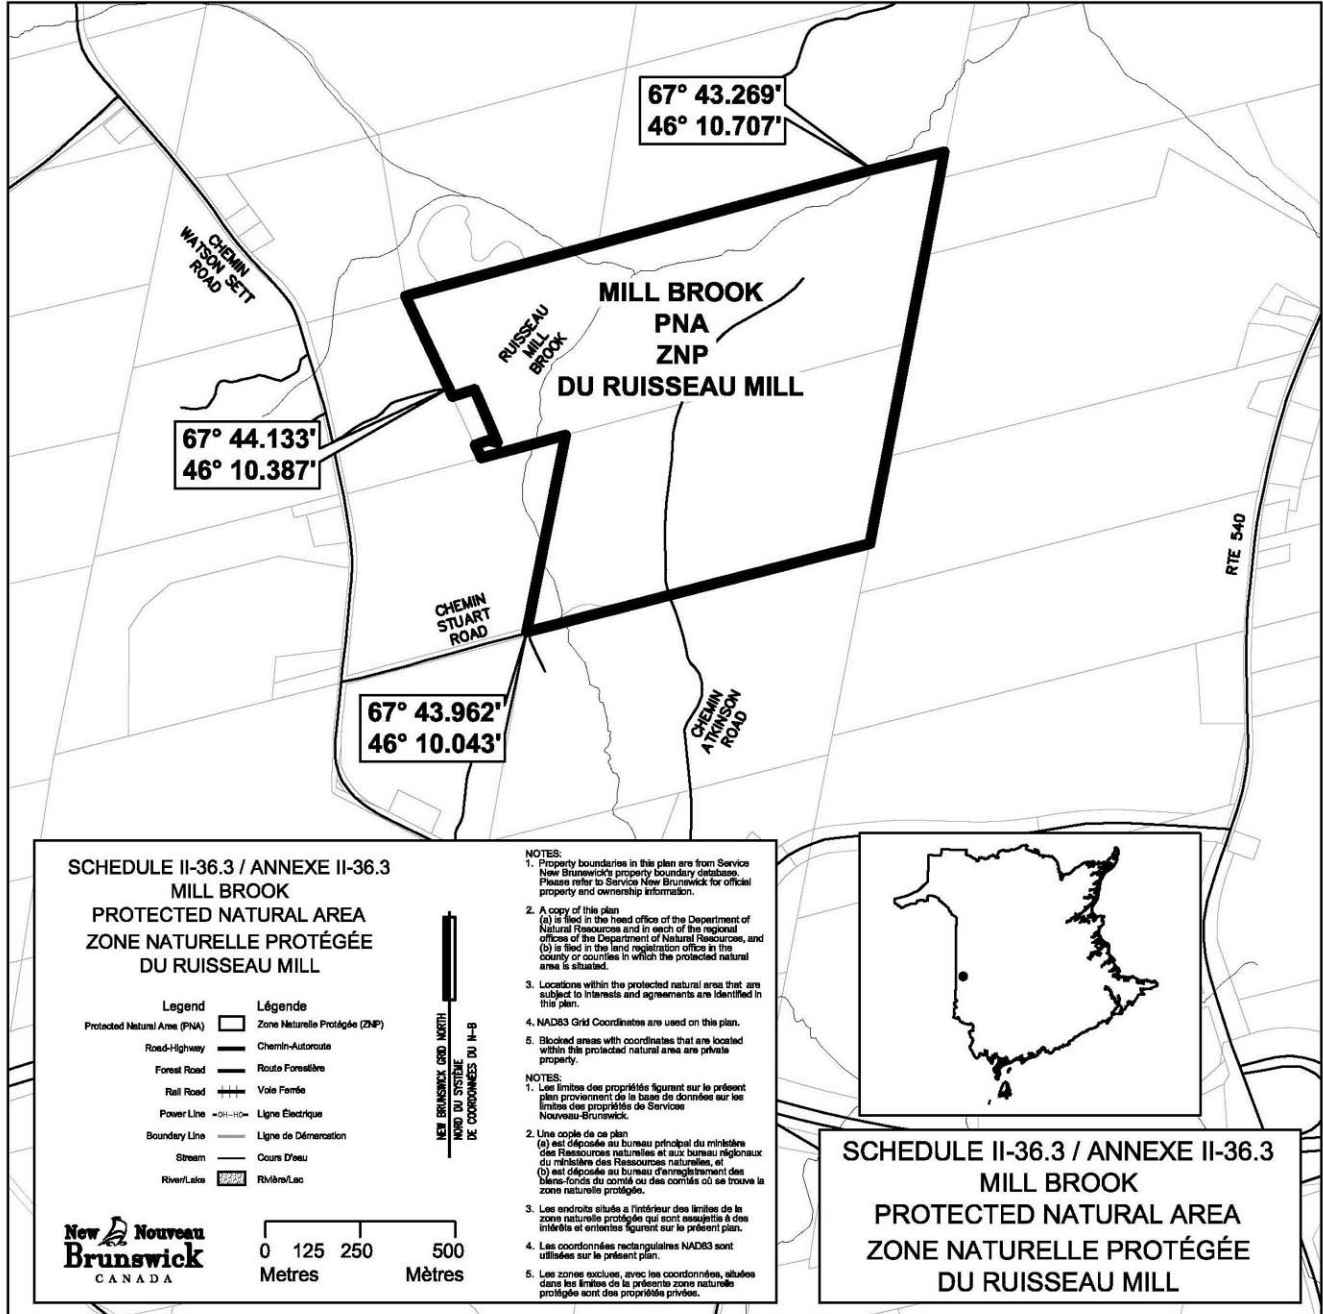 67° 43.269'
46° 10.707'
CHEMIN
WATSON SETT
ROAD
MILL BROOK
PNA
ZNP
DU RUISSEAU MILL
RUISSEAU
MILL
BROOK
67° 44.133'
46° 10.387'
RTE 540
CHEMIN
STUART
ROAD
67° 43.962'
46° 10.043'
CHEMIN
ATKINSON
ROAD
SCHEDULE II-36.3 / ANNEXE II-36.3
MILL BROOK
PROTECTED NATURAL AREA
ZONE NATURELLE PROTÉGÉE
DU RUISSEAU MILL
Legend Légende
Protected Natural Area (PNA) Zone Naturelle Protégée (ZNP)
Road-Highway Chemin-Autoroute
Forest Road Route Forestière
Rail Road Voie Ferrée
Power Line -OH-HO- Ligne Électrique
Boundary Line Ligne de Démarcation
Stream Cours D'eau
River/Lake Rivière/Lac
NEW BRUNSWICK GRID NORTH
NORD DU SYSTÈME
DE COORDONNÉES DU N-B
New Nouveau
Brunswick
CANADA
0 125 250 500
Metres Mètres
NOTES:
1. Property boundaries in this plan are from Service
New Brunswick's property boundary database.
Please refer to Service New Brunswick for official
property and ownership information.
2. A copy of this plan
(a) is filed in the head office of the Department of
Natural Resources and in each of the regional
offices of the Department of Natural Resources, and
(b) is filed in the land registration office in the
county or counties in which the protected natural
area is situated.
3. Locations within the protected natural area that are
subject to interests and agreements are identified in
this plan.
4. NAD83 Grid Coordinates are used on this plan.
5. Blocked areas with coordinates that are located
within this protected natural area are private
property.
NOTES:
1. Les limites des propriétés figurant sur le présent
plan proviennent de la base de données sur les
limites des propriétés de Services
Nouveau-Brunswick.
2. Une copie de ce plan
(a) est déposée au bureau principal du ministère
des Ressources naturelles et aux bureau régionaux
du ministère des Ressources naturelles, et
(b) est déposée au bureau d'enregistrement des
biens-fonds du comté ou des comtés où se trouve la
zone naturelle protégée.
3. Les endroits situés a l'intérieur des limites de la
zone naturelle protégée qui sont assujettis à des
intérêts et ententes figurent sur le présent plan.
4. Les coordonnées rectangulaires NAD83 sont
utilisées sur le présent plan.
5. Les zones exclues, avec les coordonnées, situées
dans les limites de la présente zone naturelle
protégée sont des propriétés privées.
SCHEDULE II-36.3 / ANNEXE II-36.3
MILL BROOK
PROTECTED NATURAL AREA
ZONE NATURELLE PROTÉGÉE
DU RUISSEAU MILL